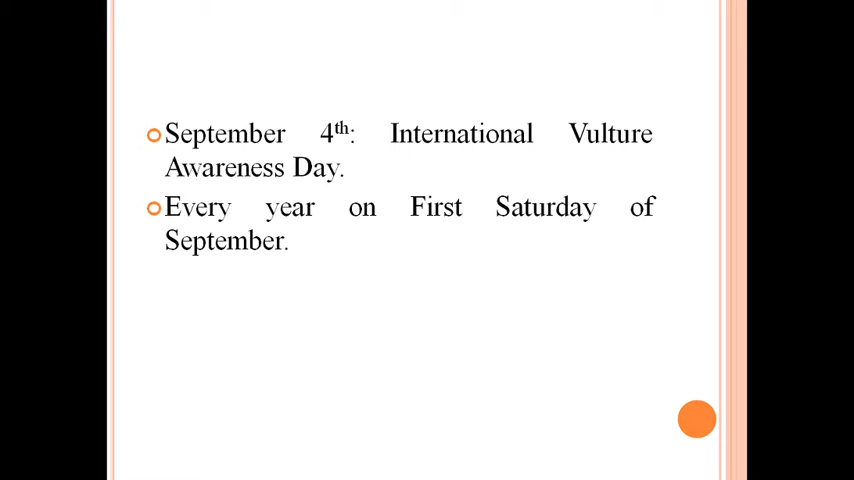 September 4th: International Vulture
Awareness Day.
Every year on First Saturday of
September.